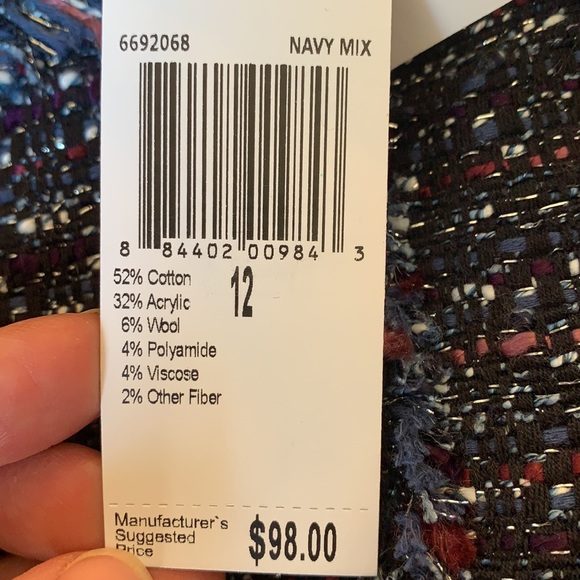 6692068 NAVY MIX
8 84402 00984 3
52% Cotton 12
32% Acrylic
6% Wool
4% Polyamide
4% Viscose
2% Other Fiber
Manufacturer`s
Suggested
Price $98.00